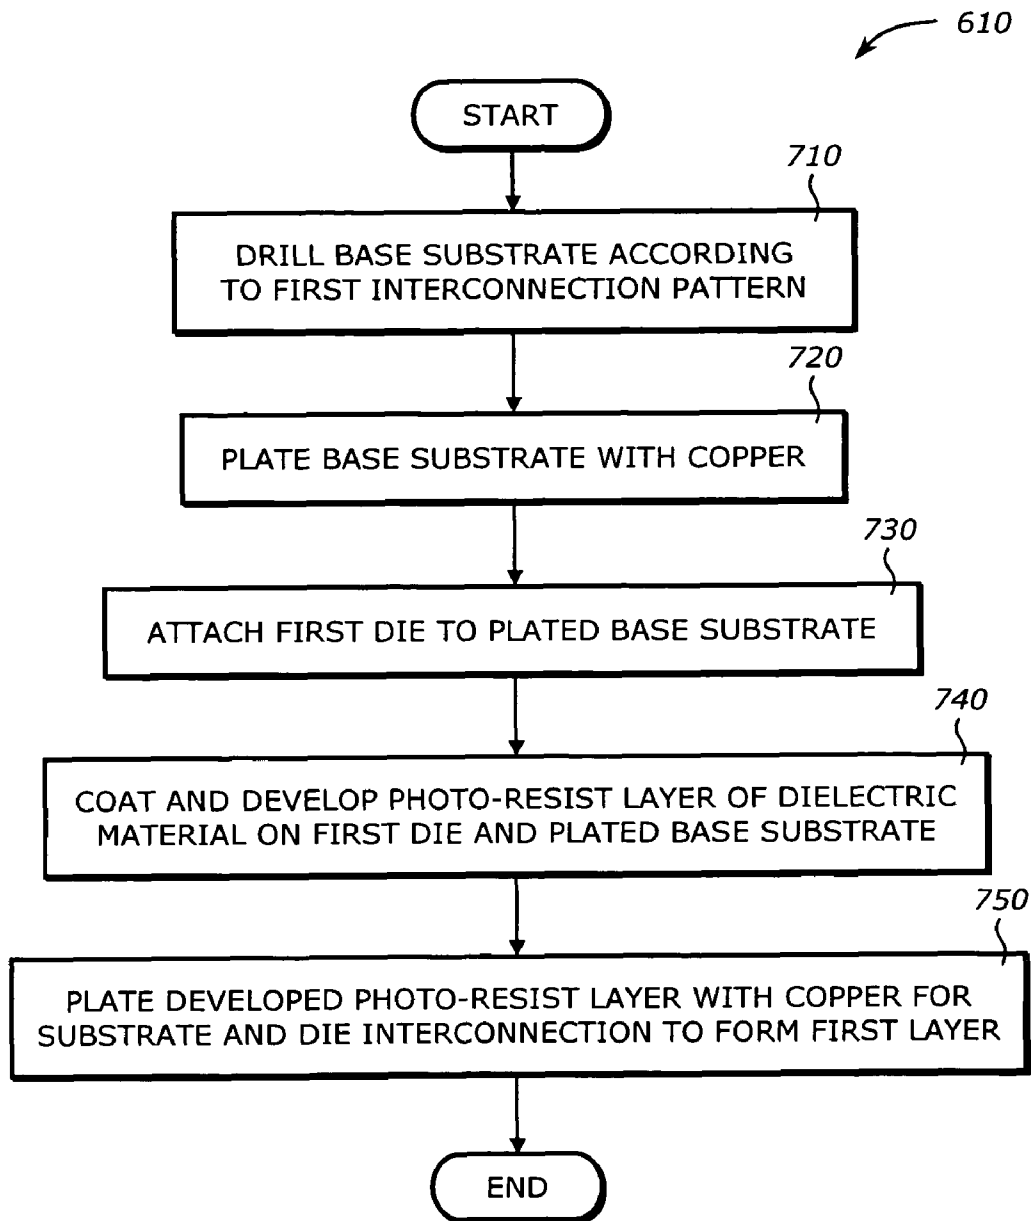 610
START
710
DRILL BASE SUBSTRATE ACCORDING
TO FIRST INTERCONNECTION PATTERN
720
PLATE BASE SUBSTRATE WITH COPPER
730
ATTACH FIRST DIE TO PLATED BASE SUBSTRATE
740
COAT AND DEVELOP PHOTO-RESIST LAYER OF DIELECTRIC
MATERIAL ON FIRST DIE AND PLATED BASE SUBSTRATE
750
PLATE DEVELOPED PHOTO-RESIST LAYER WITH COPPER FOR
SUBSTRATE AND DIE INTERCONNECTION TO FORM FIRST LAYER
END